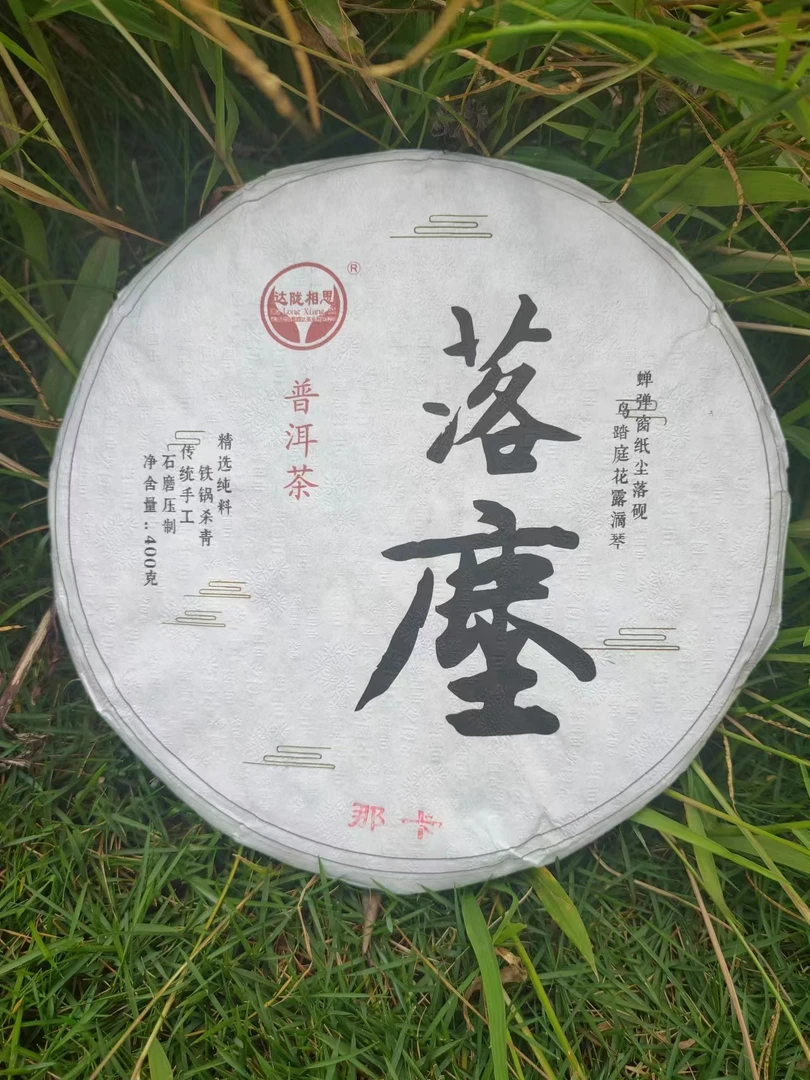 蝉弹窗纸尘落砚
鸟踏庭花露滴琴
落塵
达陇相思
®
普洱茶
精选纯料
铁锅杀青
传统手工
石磨压制
净含量:400克
那卡